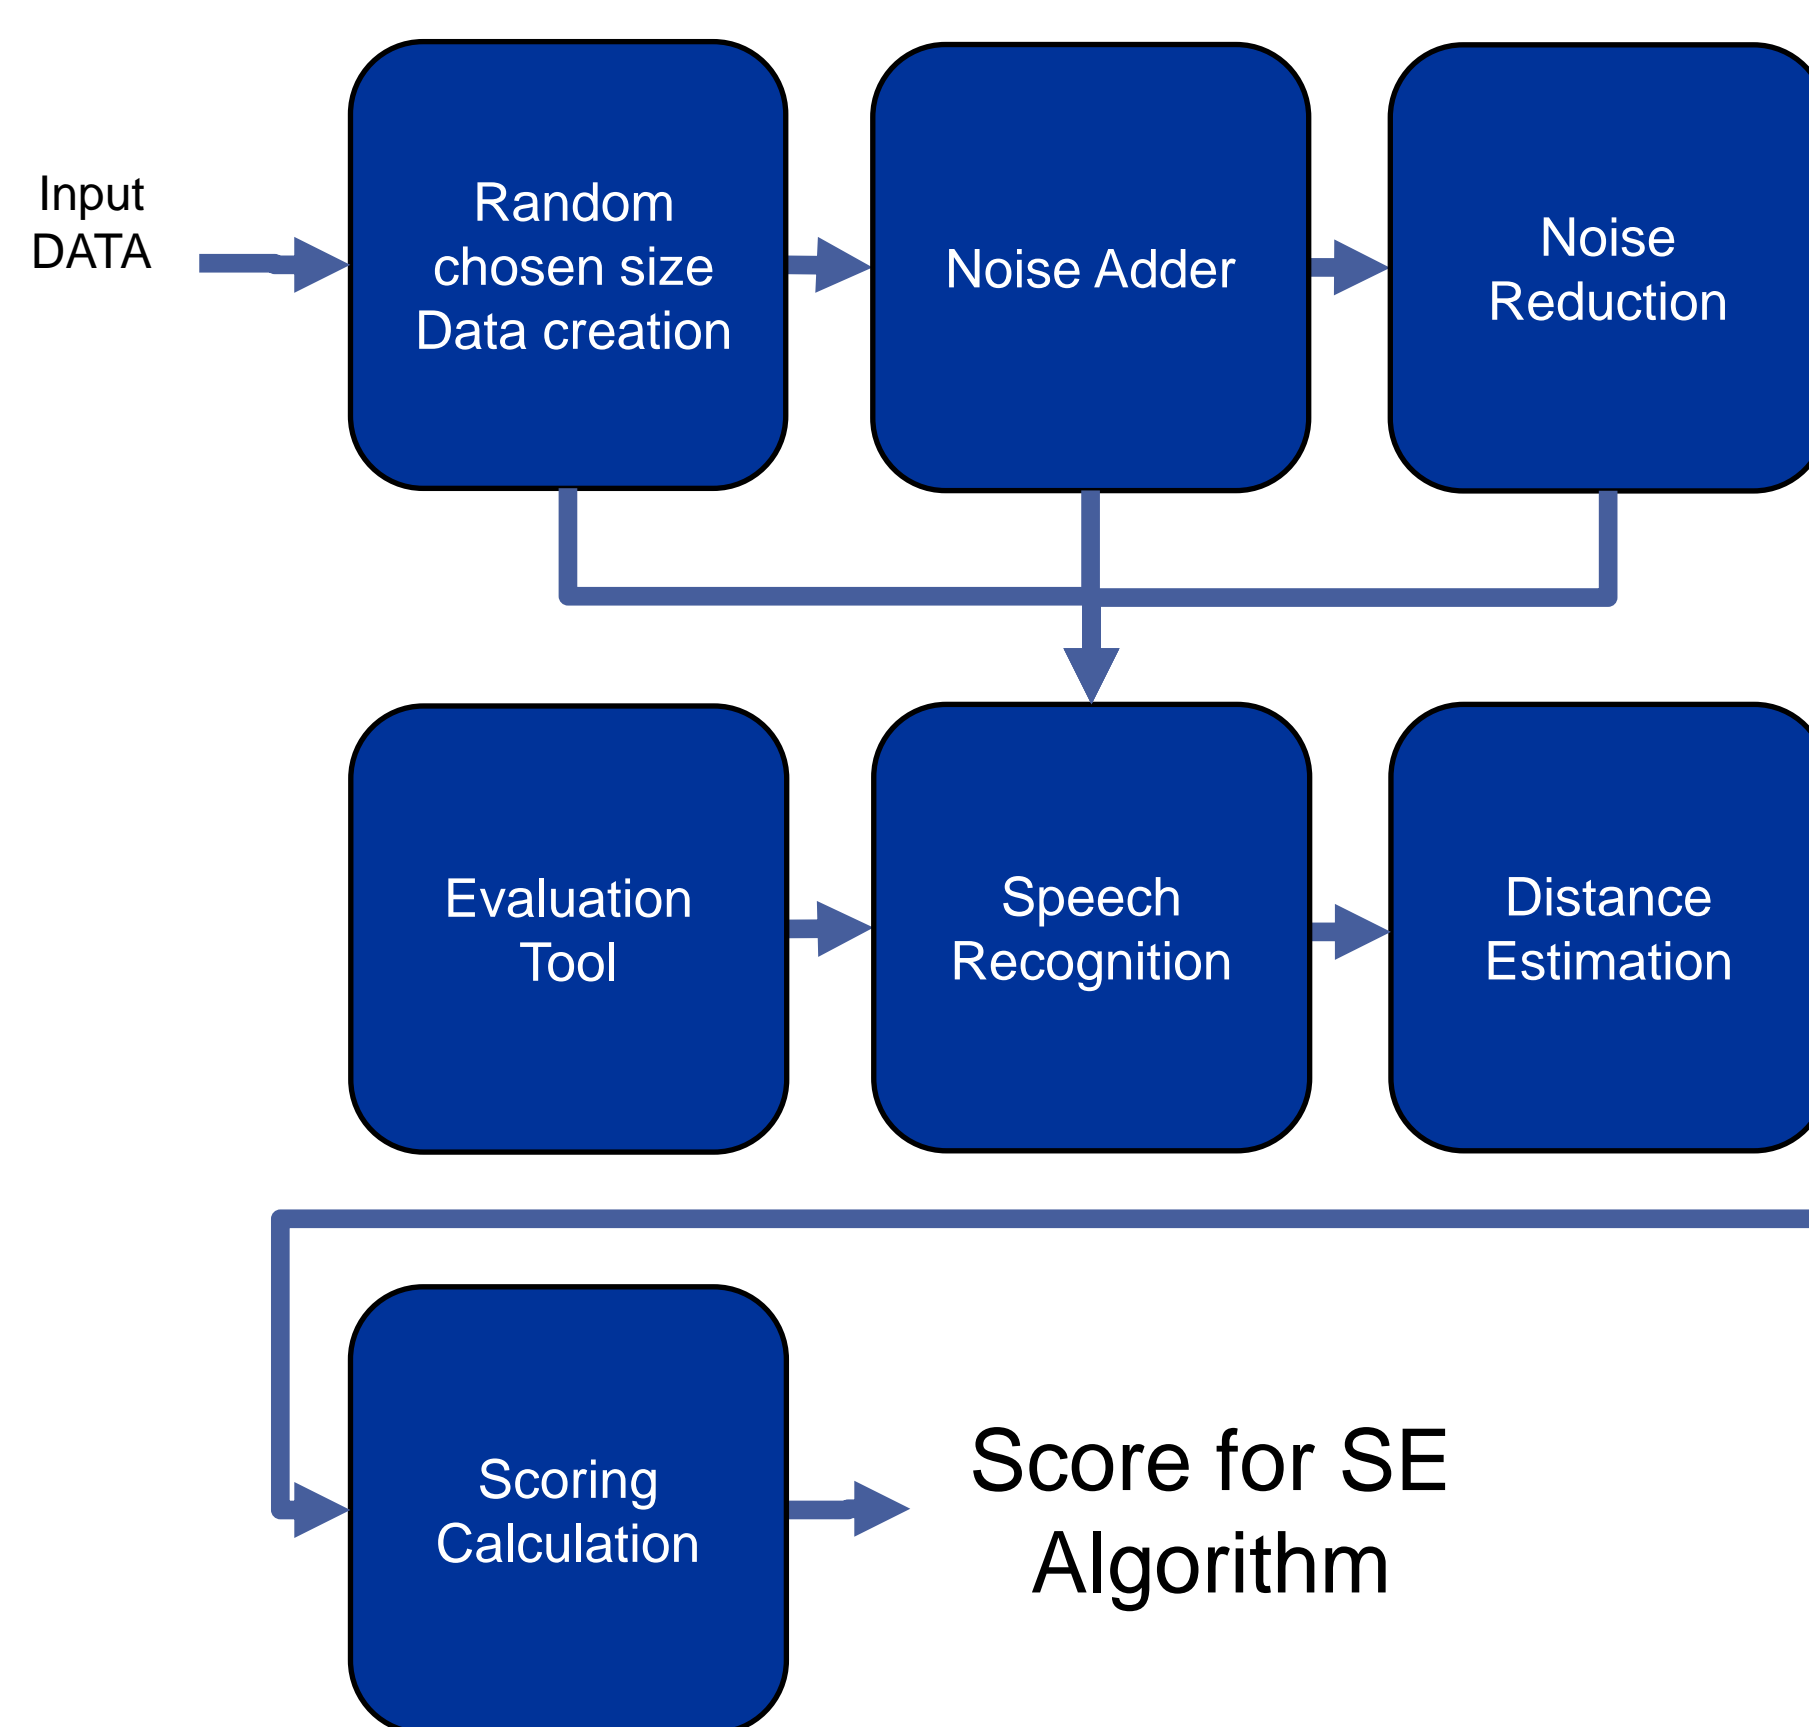 Input
DATA
Random
chosen size
Data creation
Noise Adder
Noise
Reduction
Evaluation
Tool
Speech
Recognition
Distance
Estimation
Scoring
Calculation
Score for SE
Algorithm